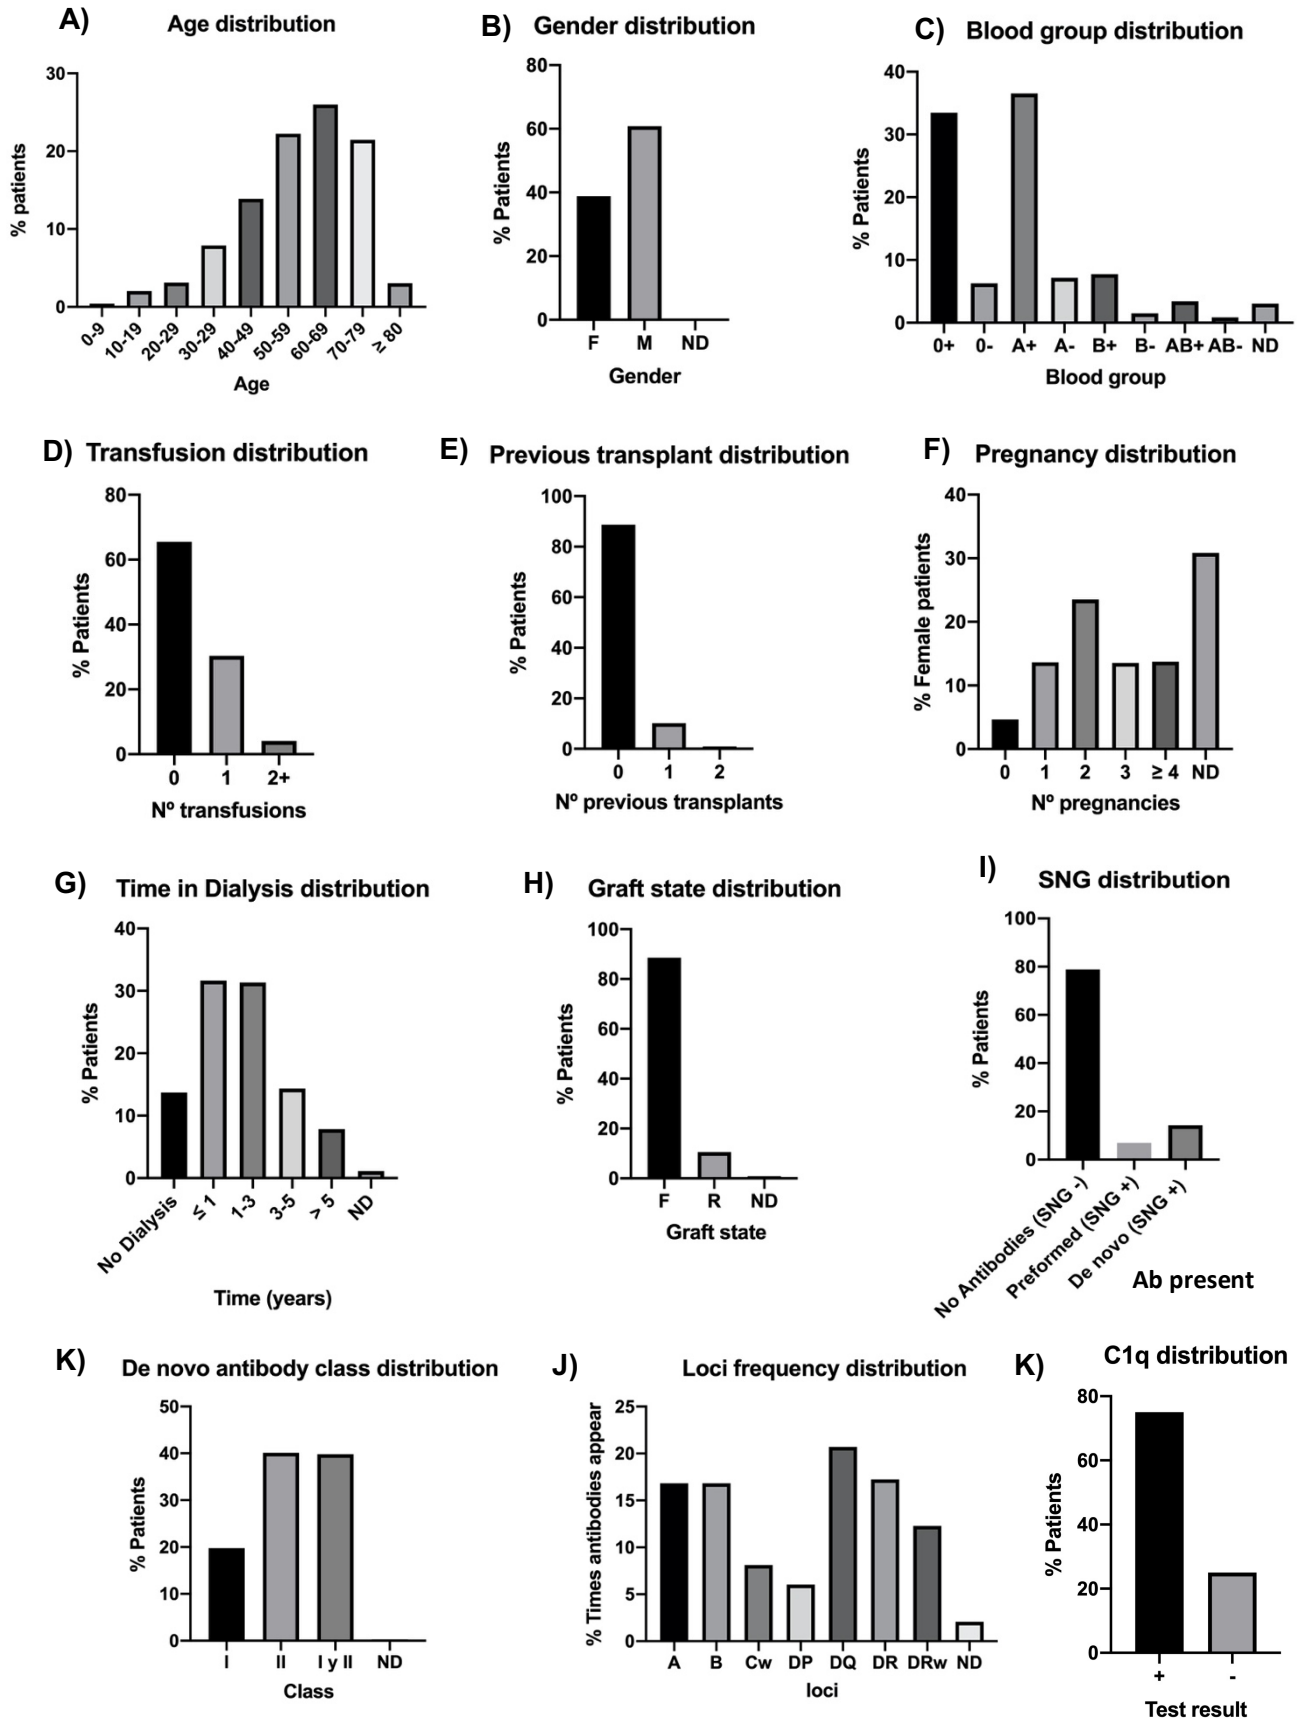 A)
Age distribution
% patients
30
20
10
0
0-9
10-19
20-29
30-29
40-49
50-59
60-69
70-79
≥ 80
Age
B)
Gender distribution
% Patients
80
60
40
20
0
F
M
ND
Gender
C)
Blood group distribution
% Patients
40
30
20
10
0
0+
0-
A+
A-
B+
B-
AB+
AB-
ND
Blood group
D)
Transfusion distribution
% Patients
80
60
40
20
0
0
1
2+
Nº transfusions
E)
Previous transplant distribution
% Patients
100
80
60
40
20
0
0
1
2
Nº previous transplants
F)
Pregnancy distribution
% Female patients
40
30
20
10
0
0
1
2
3
≥ 4
ND
Nº pregnancies
G)
Time in Dialysis distribution
% Patients
40
30
20
10
0
No Dialysis
≤ 1
1-3
3-5
> 5
ND
Time (years)
H)
Graft state distribution
% Patients
100
80
60
40
20
0
F
R
ND
Graft state
I)
SNG distribution
% Patients
100
80
60
40
20
0
No Antibodies (SNG -)
Preformed (SNG +)
De novo (SNG +)
Ab present
K)
De novo antibody class distribution
% Patients
50
40
30
20
10
0
I
II
I y II
ND
Class
J)
Loci frequency distribution
% Times antibodies appear
25
20
15
10
5
0
A
B
Cw
DP
DQ
DR
DRw
ND
loci
K)
C1q distribution
% Patients
80
60
40
20
0
+
-
Test result